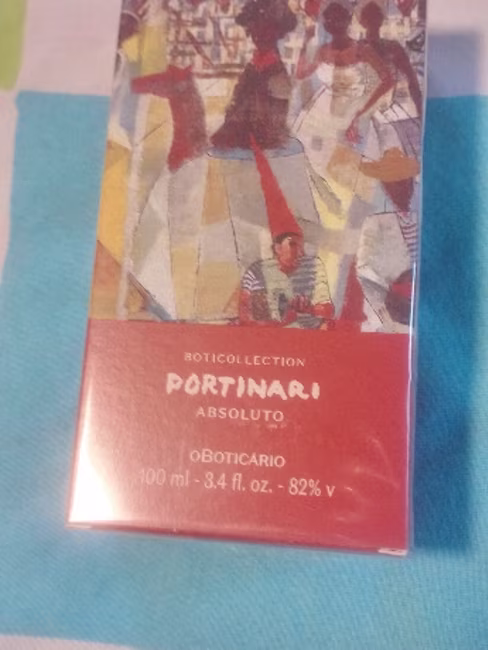 BOTICOLLECTION
PORTINARI
ABSOLUTO
oBOTICÁRIO
100 ml - 3.4 fl. oz. - 82% v